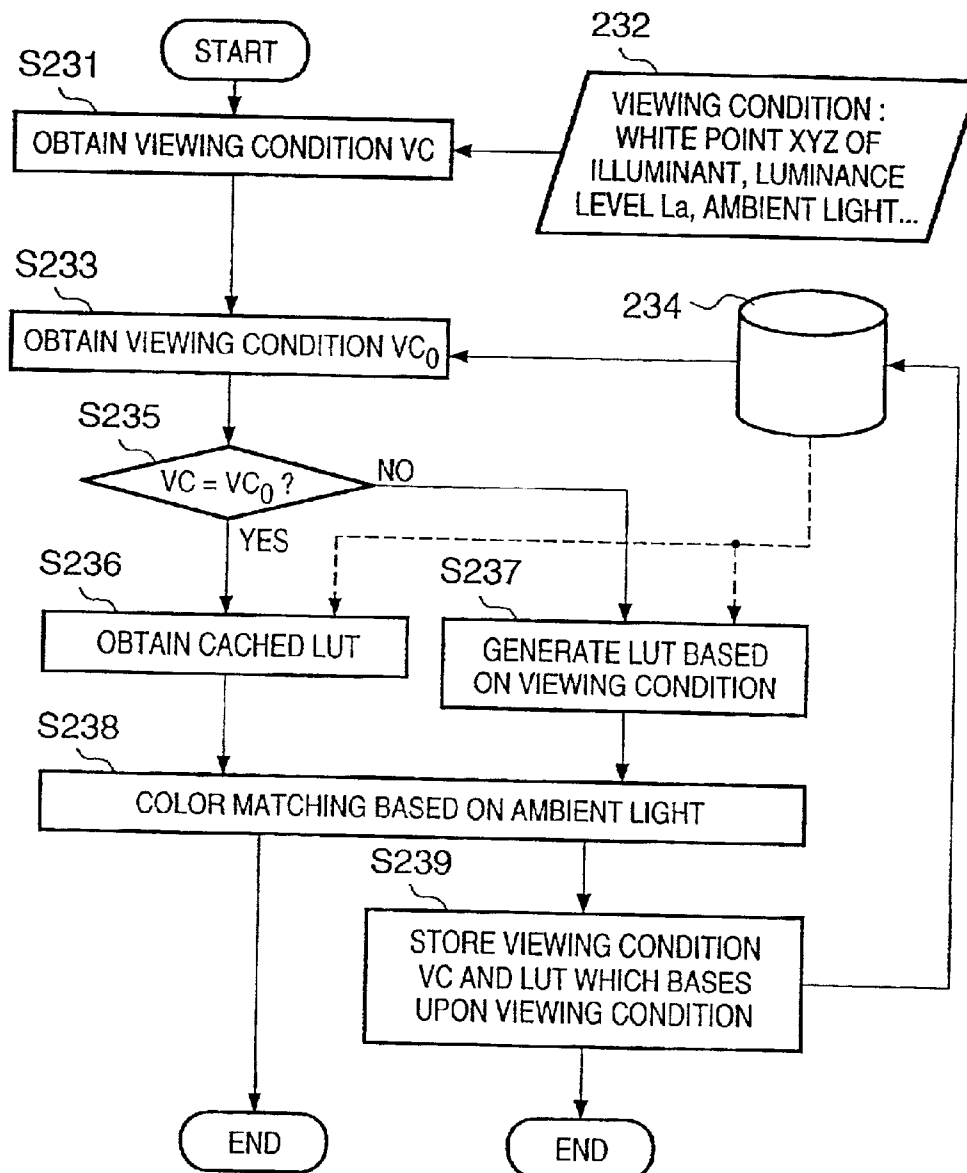 START
232
S231
VIEWING CONDITION :
WHITE POINT XYZ OF
ILLUMINANT, LUMINANCE
LEVEL La, AMBIENT LIGHT...
OBTAIN VIEWING CONDITION VC
S233
234
OBTAIN VIEWING CONDITION VC0
S235
VC = VC0 ?
NO
YES
S236
S237
OBTAIN CACHED LUT
GENERATE LUT BASED
ON VIEWING CONDITION
S238
COLOR MATCHING BASED ON AMBIENT LIGHT
S239
STORE VIEWING CONDITION
VC AND LUT WHICH BASES
UPON VIEWING CONDITION
END
END